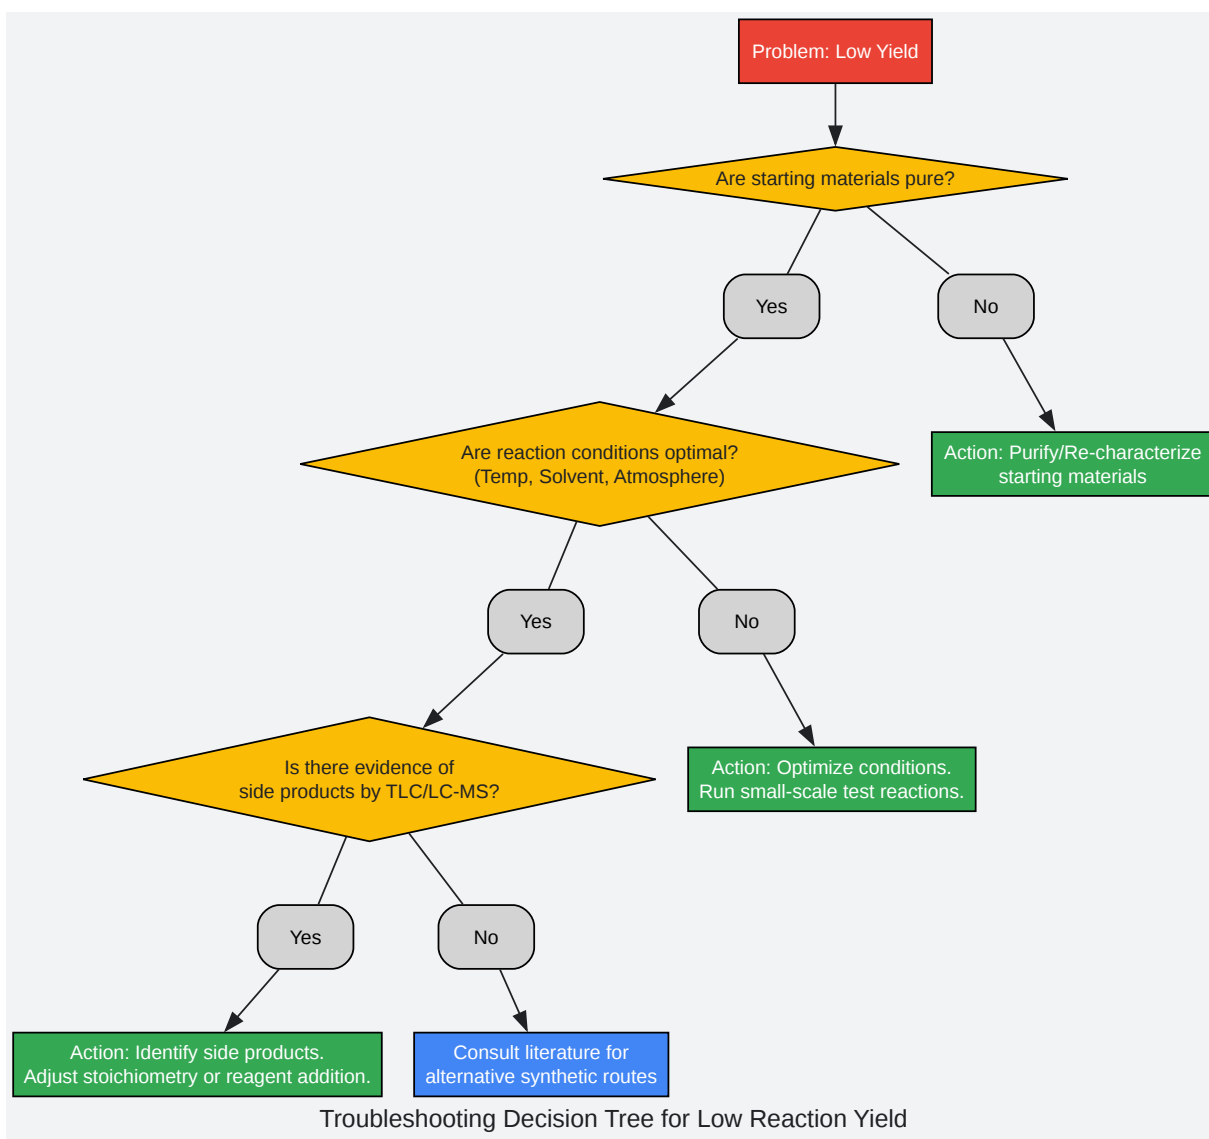 Problem: Low Yield
Are starting materials pure?
Yes
No
Are reaction conditions optimal?
(Temp, Solvent, Atmosphere)
Action: Purify/Re-characterize
starting materials
Yes
No
Is there evidence of
side products by TLC/LC-MS?
Action: Optimize conditions.
Run small-scale test reactions.
Yes
No
Action: Identify side products.
Adjust stoichiometry or reagent addition.
Consult literature for
alternative synthetic routes
Troubleshooting Decision Tree for Low Reaction Yield